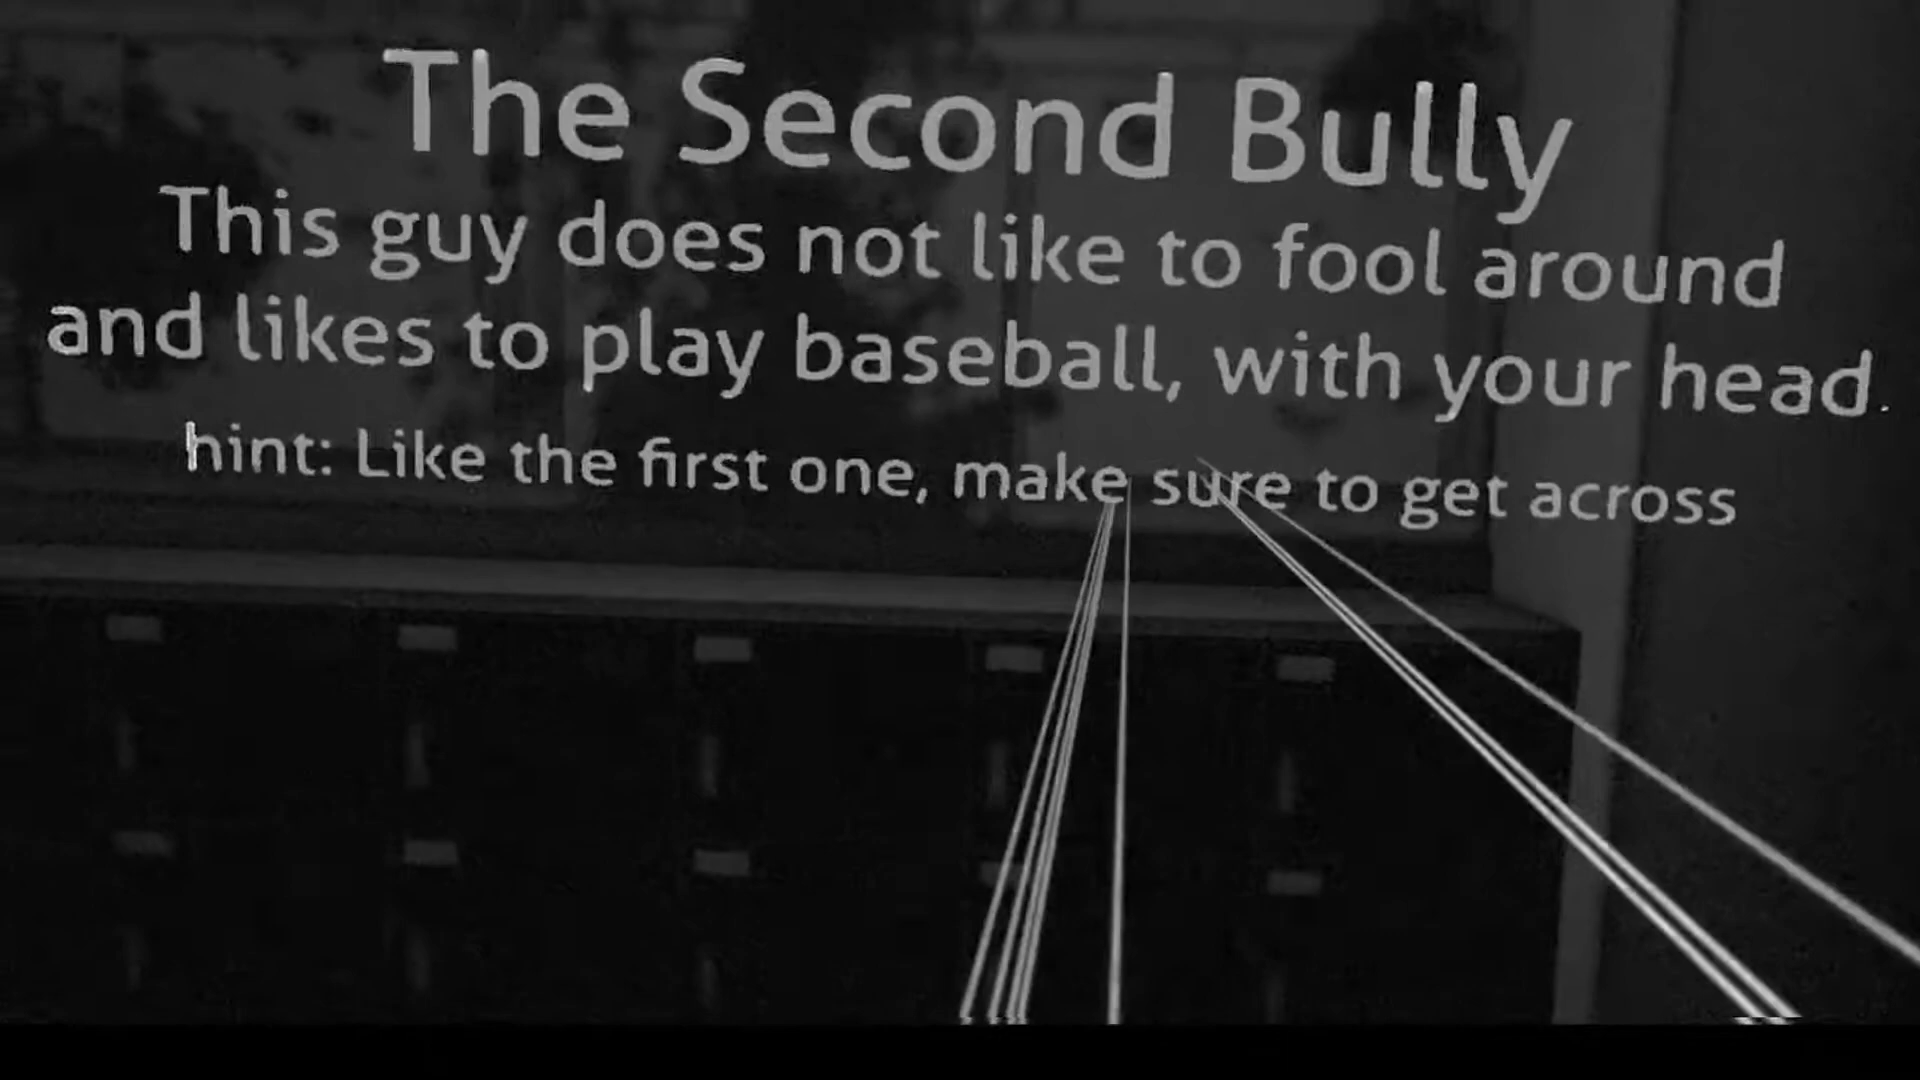 The Second Bully
This guy does not like to fool around
and likes to play baseball, with your head.
hint: Like the first one, make sure to get across